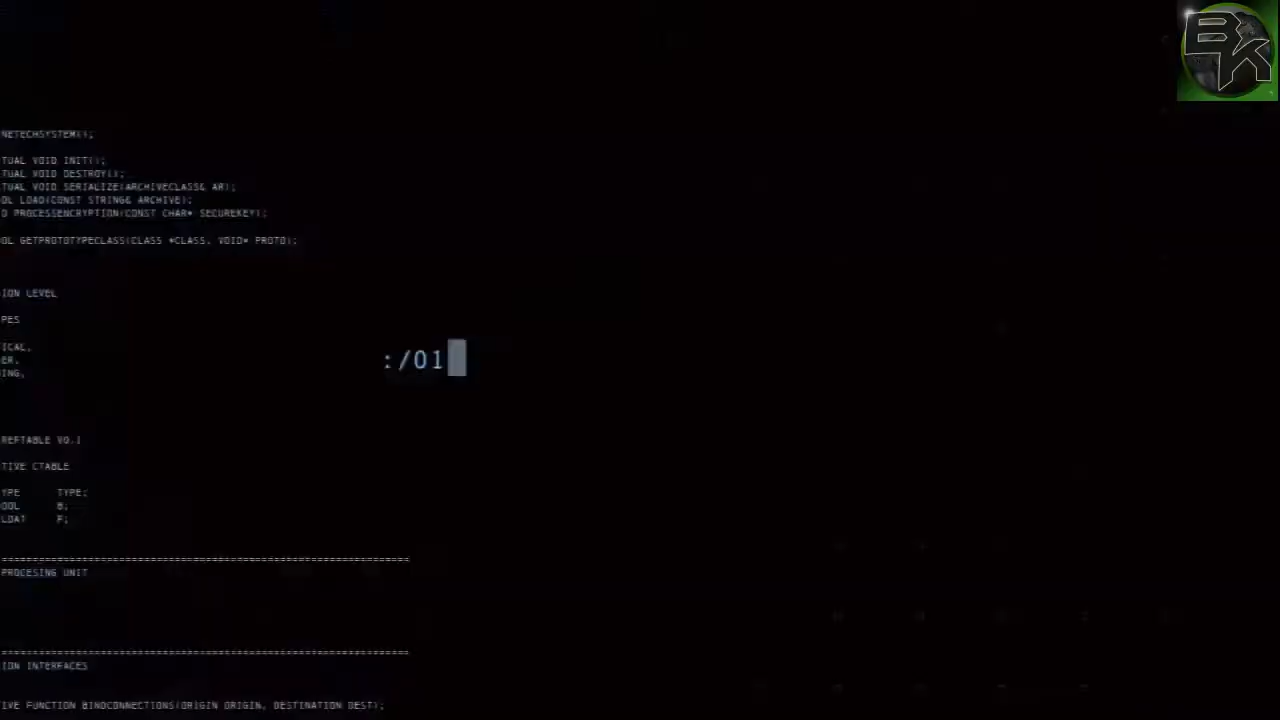 BK
NETECHSYSTEM();
TUAL VOID INIT();
TUAL VOID DESTROY();
TUAL VOID SERIALIZE(ARCHIVECLASS& AR);
OL LOAD(CONST STRING& ARCHIVE);
D PROCESSENCRYPTION(CONST CHAR* SECUREKEY);
OL GETPROTOTYPECLASS(CLASS *CLASS, VOID* PROTO);
ION LEVEL
PES
ICAL,
ER,
ING,
:/01
REFTABLE V0.1
TIVE CTABLE
YPE TYPE;
OOL B;
LOAT F;
==================================================================
PROCESING UNIT
==================================================================
ION INTERFACES
IVE FUNCTION BINDCONNECTIONS(ORIGIN ORIGIN, DESTINATION DEST);